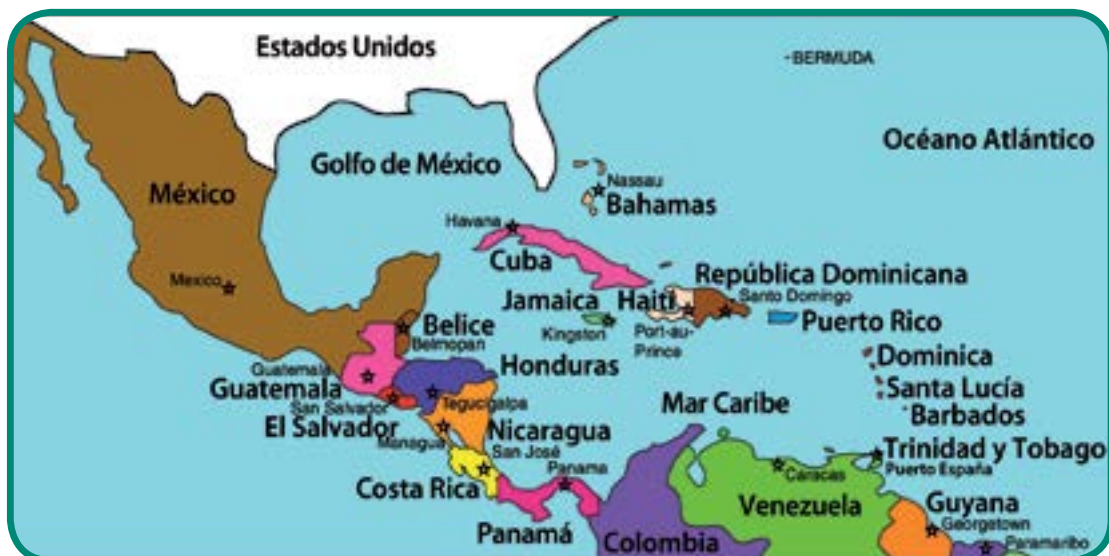 Estados Unidos
-BERMUDA
Océano Atlántico
Golfo de México
México
Nassau
Bahamas
Havana
Cuba
Mexico
República Dominicana
Santo Domingo
Jamaica
Haití
Kingston
Port-au-
Prince
Puerto Rico
Belice
Belmopan
Honduras
Dominica
Guatemala
Guatemala
Santa Lucía
San Salvador
Tegucigalpa
Mar Caribe
Barbados
El Salvador
Managua
Nicaragua
San José
Panama
Trinidad y Tobago
Puerto España
Caracas
Costa Rica
Venezuela
Guyana
Georgetown
Panamá
Colombia
Paramaribo